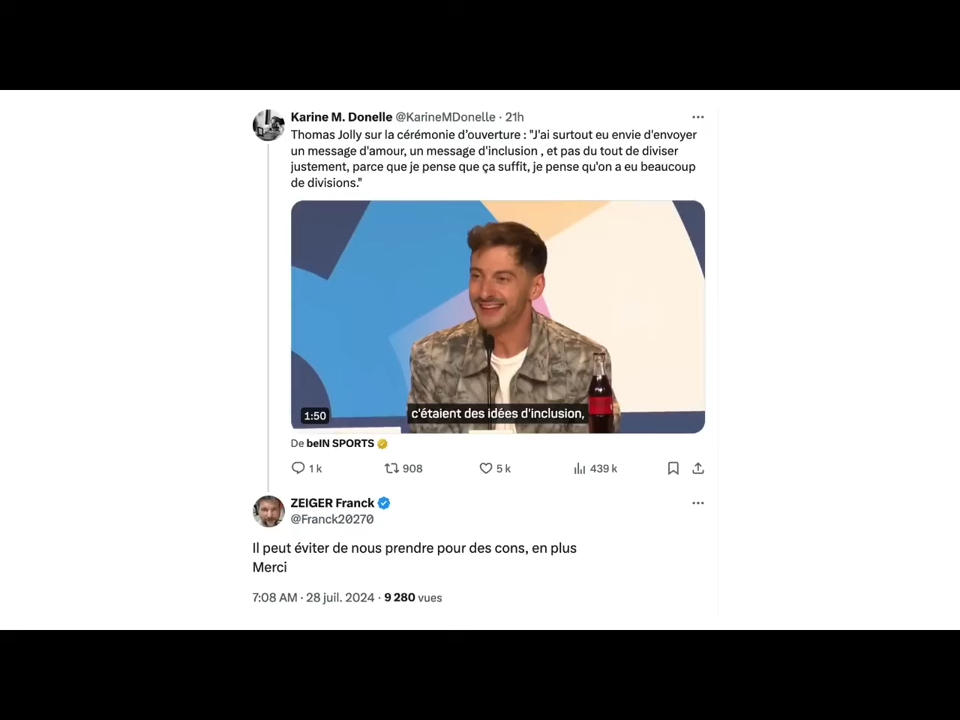 Karine M. Donelle @KarineMDonelle · 21h
Thomas Jolly sur la cérémonie d'ouverture : "J'ai surtout eu envie d'envoyer
un message d'amour, un message d'inclusion , et pas du tout de diviser
justement, parce que je pense que ça suffit, je pense qu'on a eu beaucoup
de divisions."
c'étaient des idées d'inclusion,
1:50
De beIN SPORTS
1 k 908 5 k 439 k
ZEIGER Franck
@Franck20270
Il peut éviter de nous prendre pour des cons, en plus
Merci
7:08 AM · 28 juil. 2024 · 9 280 vues